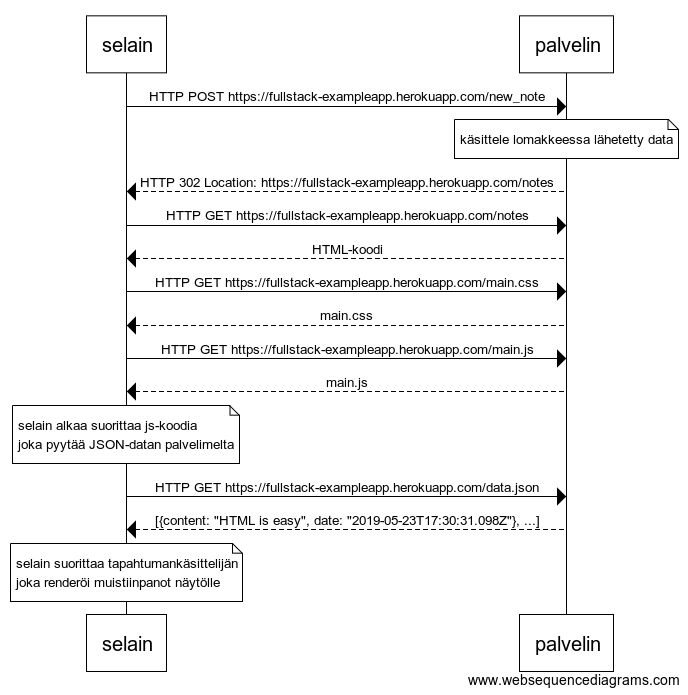 selain palvelin
HTTP POST https://fullstack-exampleapp.herokuapp.com/new_note
käsittele lomakkeessa lähetetty data
HTTP 302 Location: https://fullstack-exampleapp.herokuapp.com/notes
HTTP GET https://fullstack-exampleapp.herokuapp.com/notes
HTML-koodi
HTTP GET https://fullstack-exampleapp.herokuapp.com/main.css
main.css
HTTP GET https://fullstack-exampleapp.herokuapp.com/main.js
main.js
selain alkaa suorittaa js-koodia
joka pyytää JSON-datan palvelimelta
HTTP GET https://fullstack-exampleapp.herokuapp.com/data.json
[{content: "HTML is easy", date: "2019-05-23T17:30:31.098Z"}, ...]
selain suorittaa tapahtumankäsittelijän
joka renderöi muistiinpanot näytölle
selain palvelin
www.websequencediagrams.com